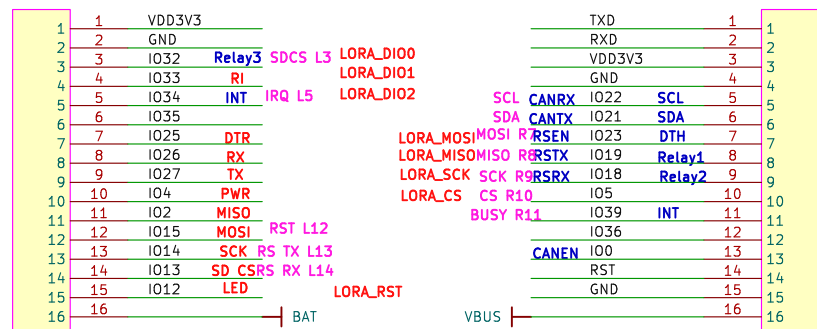 1 VDD3V3 TXD 1
1 1
2 GND RXD 2
2 2
3 IO32 Relay3 SDCS L3 LORA_DIO0 VDD3V3 3
3 3
4 IO33 RI LORA_DIO1 GND 4
4 4
5 IO34 INT IRQ L5 LORA_DIO2 SCL CANRX IO22 SCL 5
5 5
6 IO35 SDA CANTX IO21 SDA 6
6 6
7 IO25 DTR LORA_MOSI MOSI R7 RSEN IO23 DTH 7
7 7
8 IO26 RX LORA_MISO MISO R8 RSTX IO19 Relay1 8
8 8
9 IO27 TX LORA_SCK SCK R9 RSRX IO18 Relay2 9
9 9
10 IO4 PWR LORA_CS CS R10 IO5 10
10 10
11 IO2 MISO BUSY R11 IO39 INT 11
11 11
12 IO15 MOSI RST L12 IO36 12
12 12
13 IO14 SCK RS TX L13 CANEN IO0 13
13 13
14 IO13 SD CS RS RX L14 RST 14
14 14
15 IO12 LED LORA_RST GND 15
15 15
16 16
16 BAT VBUS 16